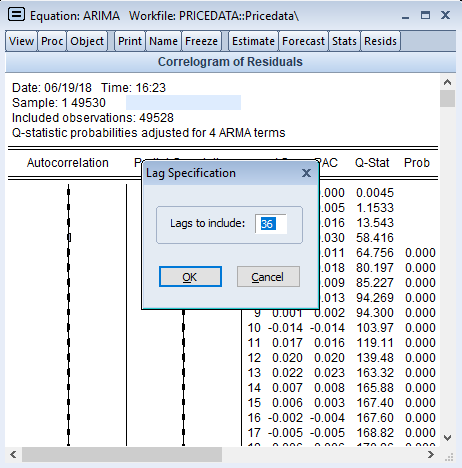 Equation: ARIMA Workfile: PRICEDATA::Pricedata\
View Proc Object Print Name Freeze Estimate Forecast Stats Resids
Correlogram of Residuals
Date: 06/19/18 Time: 16:23
Sample: 1 49530
Included observations: 49528
Q-statistic probabilities adjusted for 4 ARMA terms
Autocorrelation PAC Q-Stat Prob
.000 0.0045
.005 1.1533
.016 13.543
.030 58.416
.011 64.756 0.000
.018 80.197 0.000
.009 85.227 0.000
.013 94.269 0.000
9 0.001 0.002 94.300 0.000
10 -0.014 -0.014 103.97 0.000
11 0.017 0.016 119.11 0.000
12 0.020 0.020 139.48 0.000
13 0.022 0.023 163.32 0.000
14 0.007 0.008 165.88 0.000
15 0.006 0.003 167.40 0.000
16 -0.002 -0.004 167.60 0.000
17 -0.005 -0.005 168.82 0.000
Lag Specification
Lags to include: 36
OK Cancel